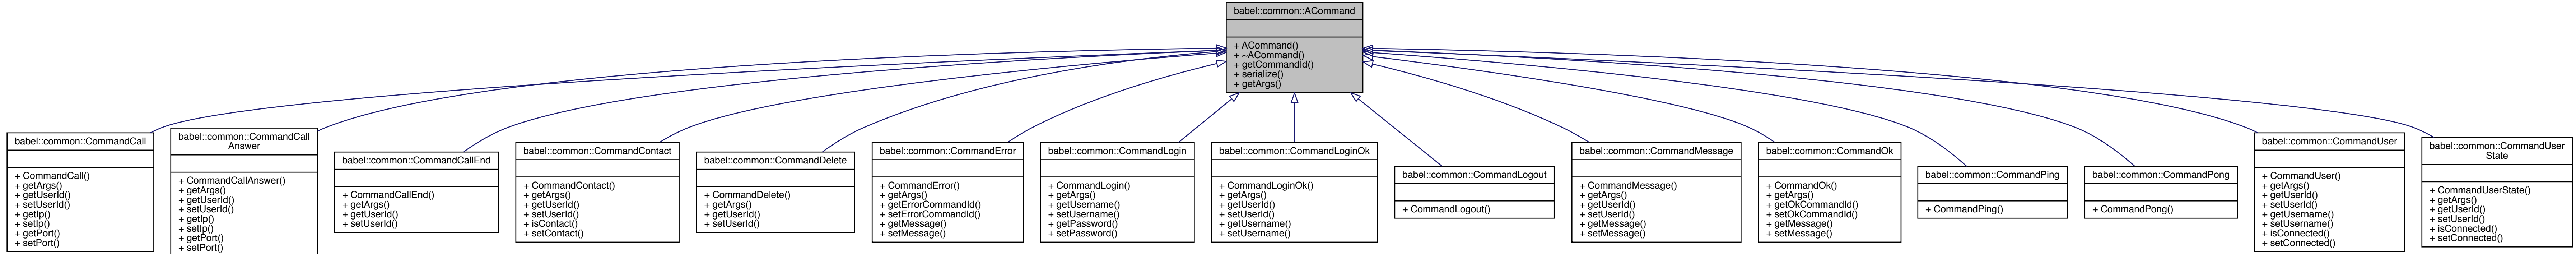 babel::common::ACommand
+ ACommand()
+ ~ACommand()
+ getCommandId()
+ serialize()
+ getArgs()
babel::common::CommandCall
+ CommandCall()
+ getArgs()
+ getUserId()
+ setUserId()
+ getIp()
+ setIp()
+ getPort()
+ setPort()
babel::common::CommandCall
Answer
+ CommandCallAnswer()
+ getArgs()
+ getUserId()
+ setUserId()
+ getIp()
+ setIp()
+ getPort()
+ setPort()
babel::common::CommandCallEnd
+ CommandCallEnd()
+ getArgs()
+ getUserId()
+ setUserId()
babel::common::CommandContact
+ CommandContact()
+ getArgs()
+ getUserId()
+ setUserId()
+ isContact()
+ setContact()
babel::common::CommandDelete
+ CommandDelete()
+ getArgs()
+ getUserId()
+ setUserId()
babel::common::CommandError
+ CommandError()
+ getArgs()
+ getErrorCommandId()
+ setErrorCommandId()
+ getMessage()
+ setMessage()
babel::common::CommandLogin
+ CommandLogin()
+ getArgs()
+ getUsername()
+ setUsername()
+ getPassword()
+ setPassword()
babel::common::CommandLoginOk
+ CommandLoginOk()
+ getArgs()
+ getUserId()
+ setUserId()
+ getUsername()
+ setUsername()
babel::common::CommandLogout
+ CommandLogout()
babel::common::CommandMessage
+ CommandMessage()
+ getArgs()
+ getUserId()
+ setUserId()
+ getMessage()
+ setMessage()
babel::common::CommandOk
+ CommandOk()
+ getArgs()
+ getOkCommandId()
+ setOkCommandId()
+ getMessage()
+ setMessage()
babel::common::CommandPing
+ CommandPing()
babel::common::CommandPong
+ CommandPong()
babel::common::CommandUser
+ CommandUser()
+ getArgs()
+ getUserId()
+ setUserId()
+ getUsername()
+ setUsername()
+ isConnected()
+ setConnected()
babel::common::CommandUser
State
+ CommandUserState()
+ getArgs()
+ getUserId()
+ setUserId()
+ isConnected()
+ setConnected()